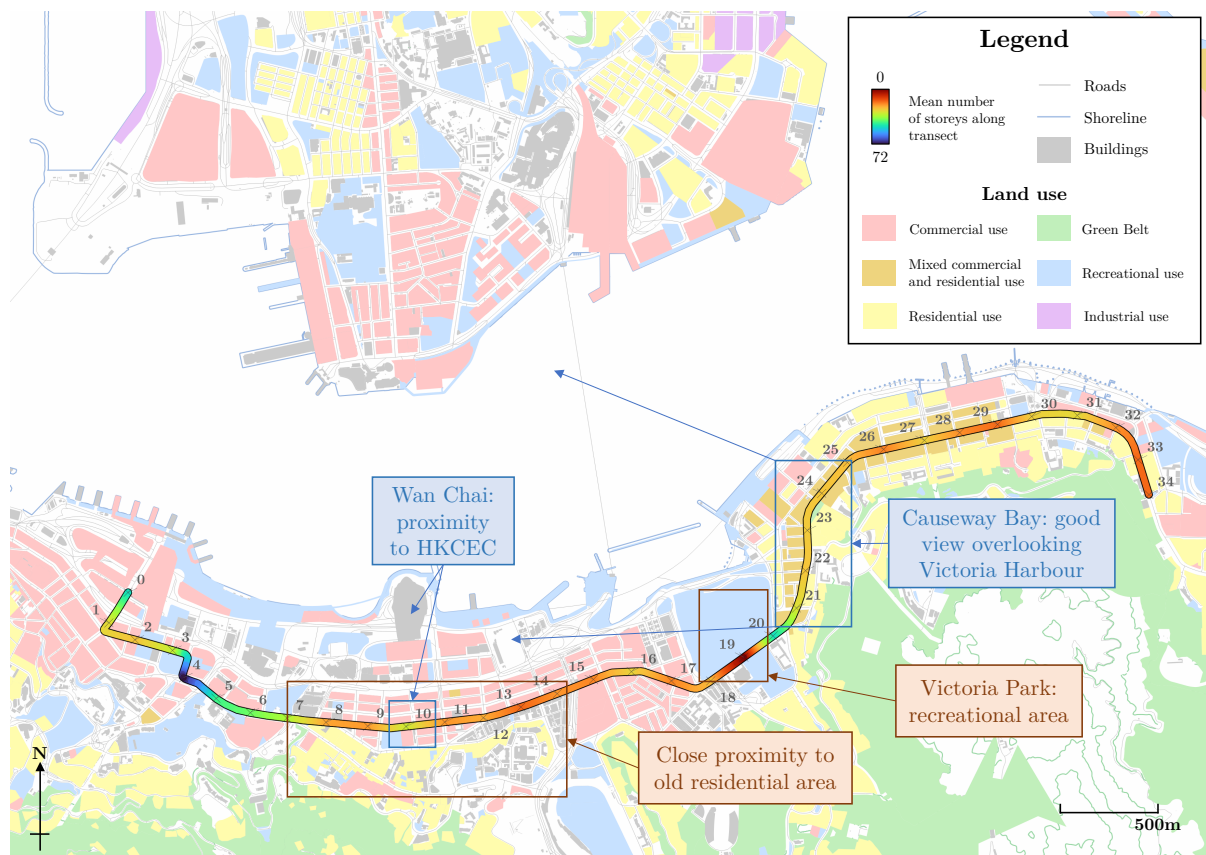 Legend
0
72
Mean number
of storeys along
transect
Roads
Shoreline
Buildings
Land use
Commercial use
Mixed commercial
and residential use
Residential use
Green Belt
Recreational use
Industrial use
0
1
2
3
4
5
6
7
8
9
10
11
12
13
14
15
16
17
18
19
20
21
22
23
24
25
26
27
28
29
30
31
32
33
34
Wan Chai:
proximity
to HKCEC
Causeway Bay: good
view overlooking
Victoria Harbour
Victoria Park:
recreational area
Close proximity to
old residential area
N
500m